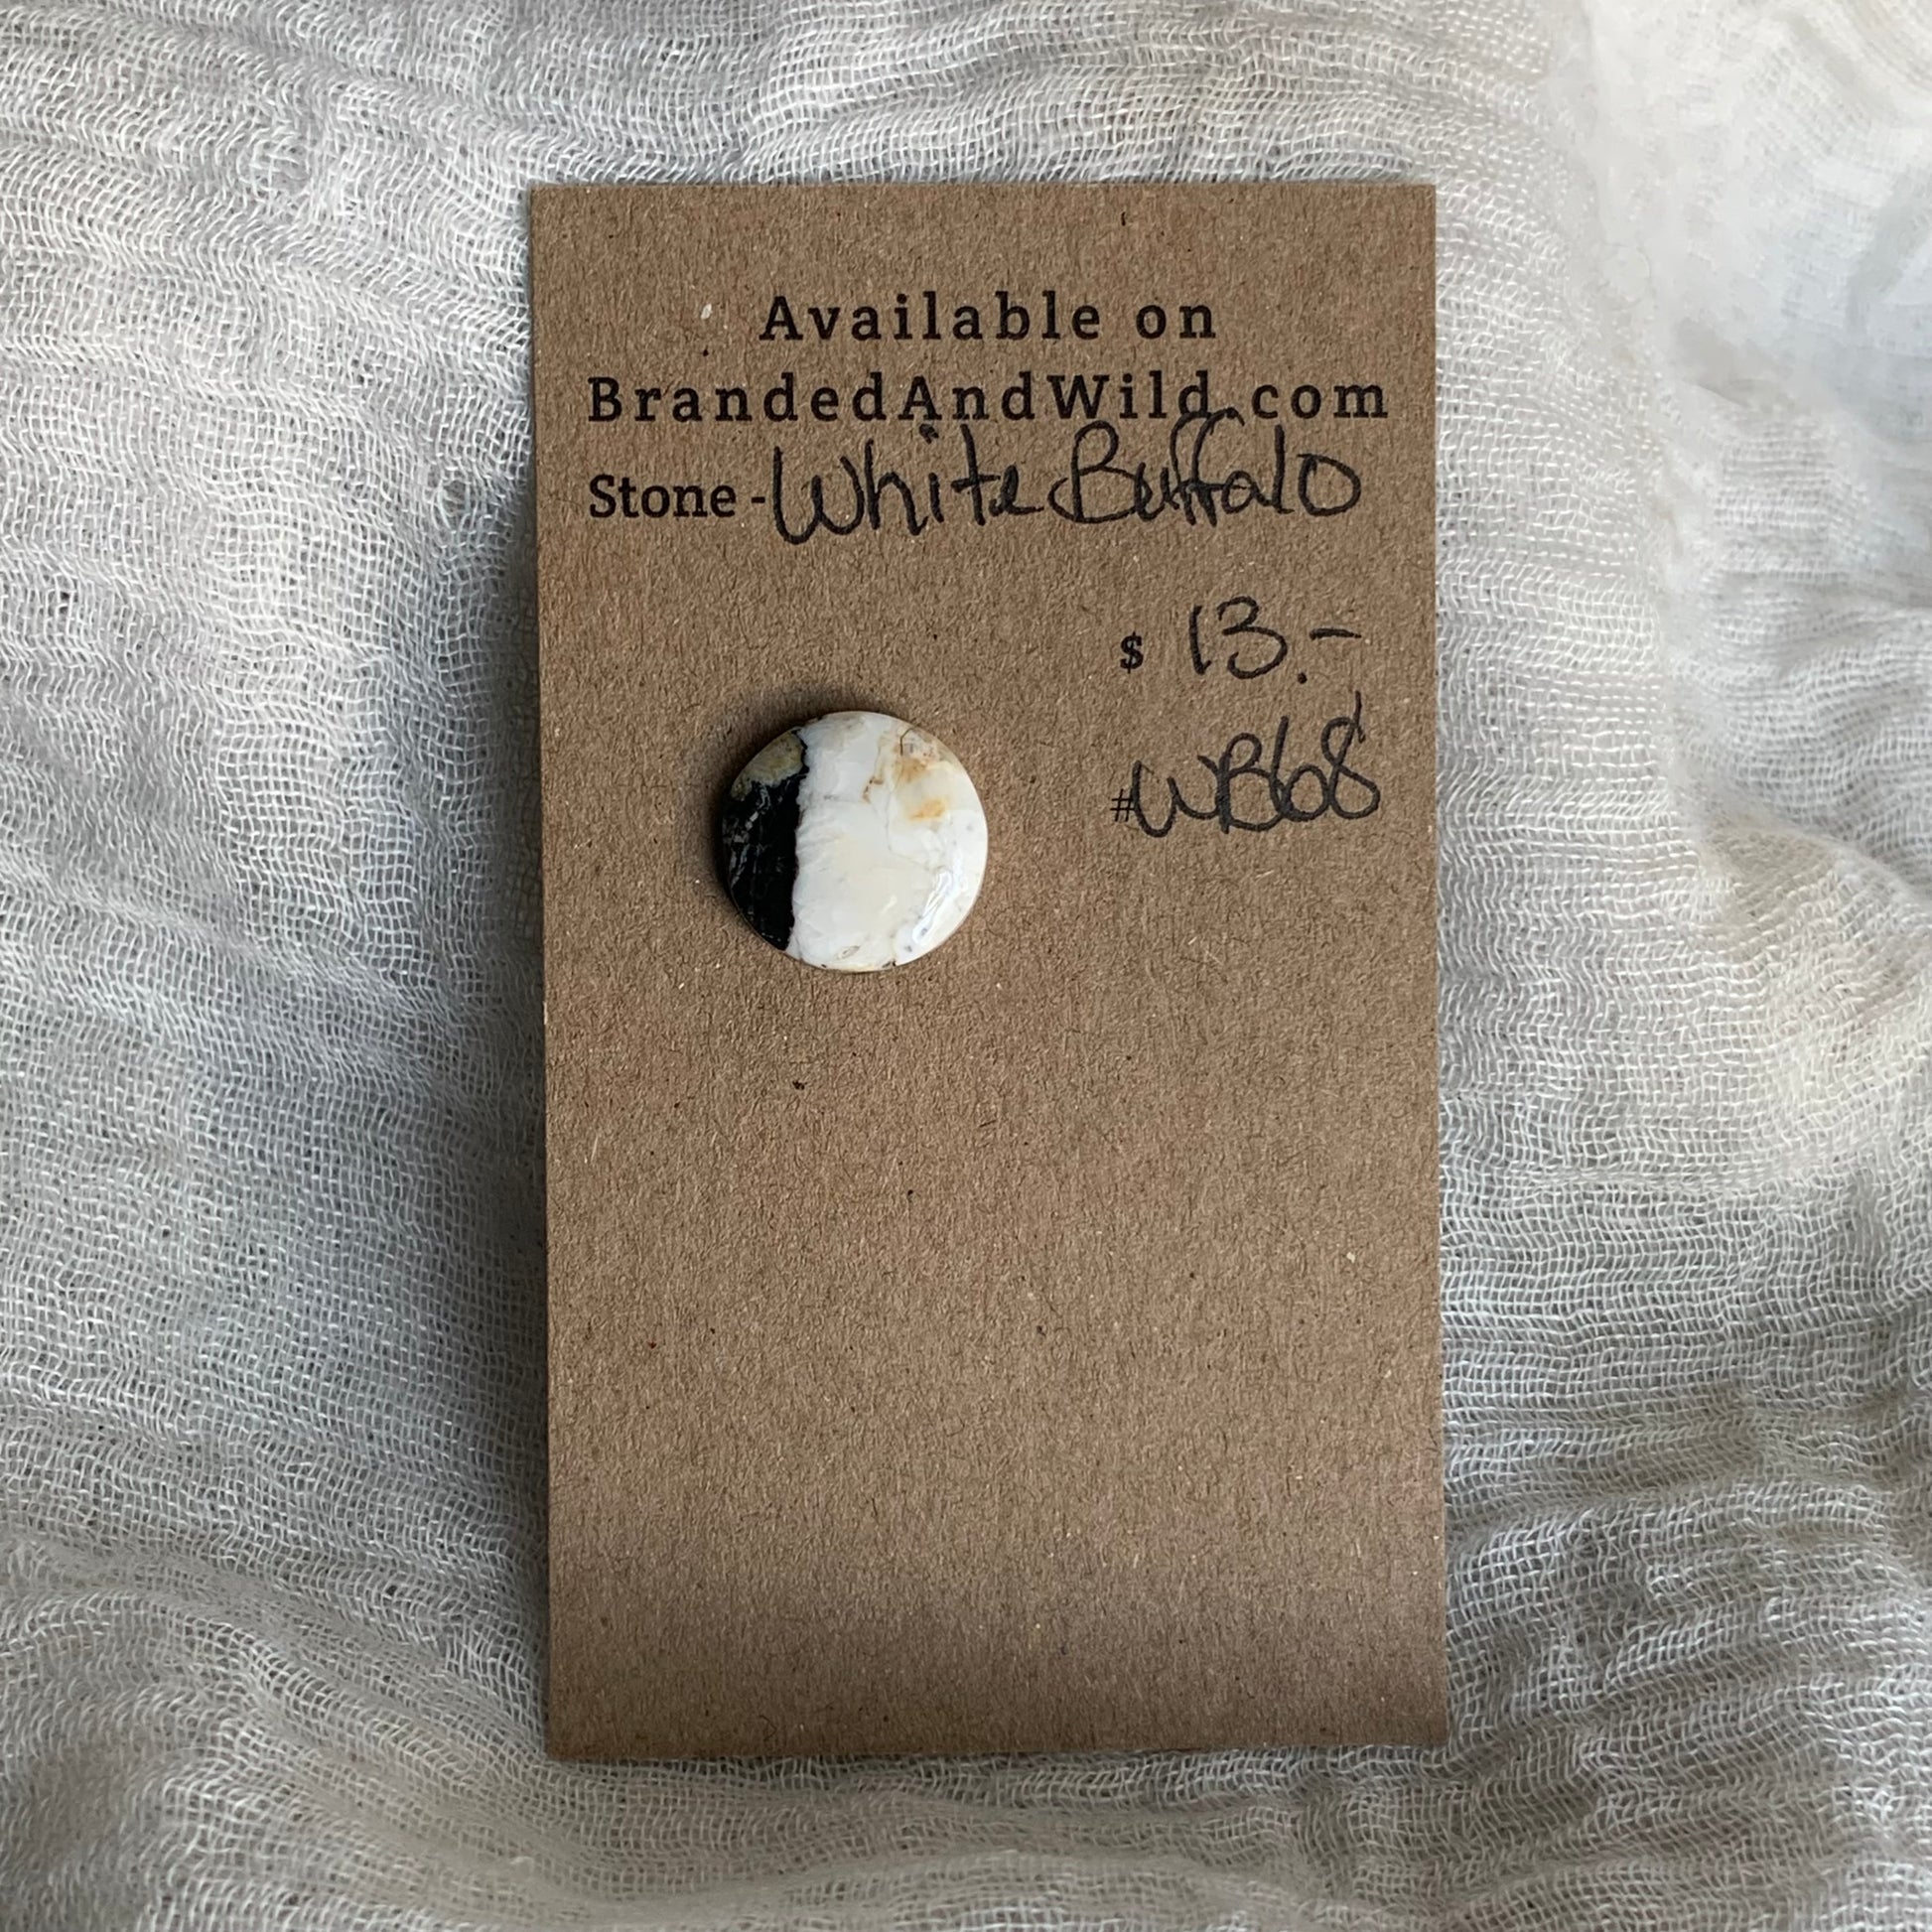 Available on
BrandedAndWild.com
Stone - White Buffalo
$ 13.-
#WB68